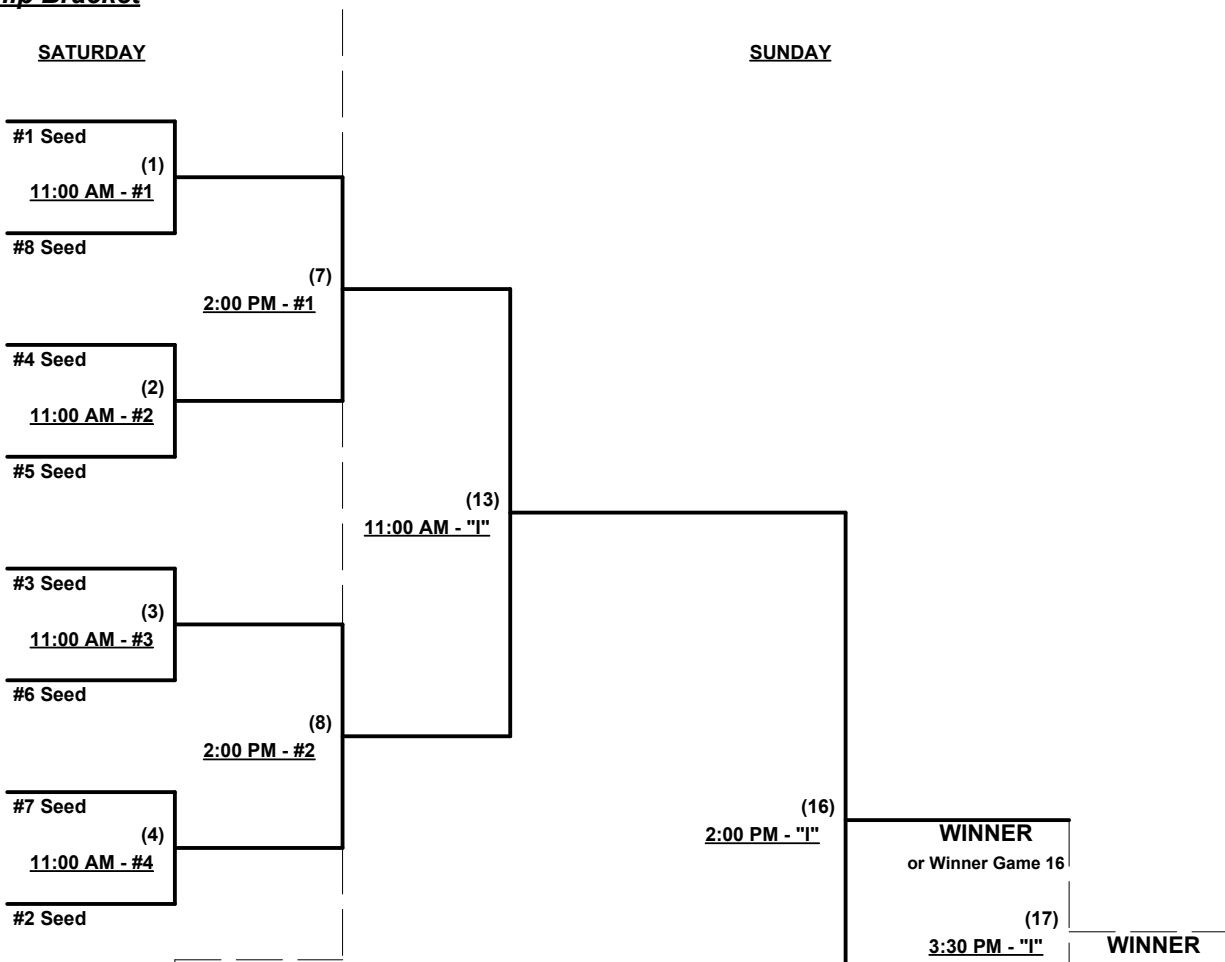 SATURDAY
SUNDAY
#1 Seed
(1)
11:00 AM - #1
#8 Seed
(7)
2:00 PM - #1
#4 Seed
(2)
11:00 AM - #2
#5 Seed
(13)
11:00 AM - "I"
#3 Seed
(3)
11:00 AM - #3
#6 Seed
(8)
2:00 PM - #2
#7 Seed
(4)
11:00 AM - #4
#2 Seed
(16)
2:00 PM - "I"
WINNER
or Winner Game 16
(17)
3:30 PM - "I"
WINNER